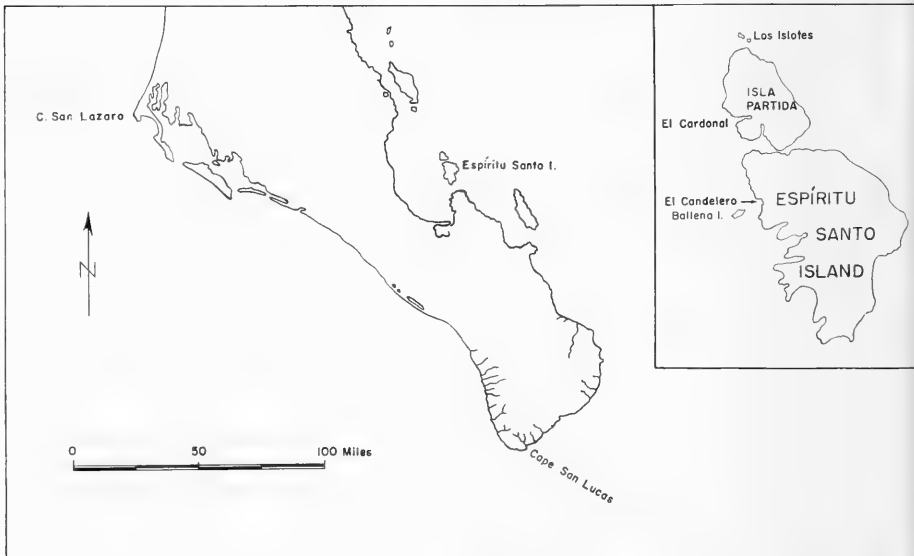 C. San Lazaro
Espíritu Santo I.
N
0 50 100 Miles
Cape San Lucas
Los Islotes
ISLA
PARTIDA
El Cardonal
El Candelero
Ballena I.
ESPÍRITU
SANTO
ISLAND